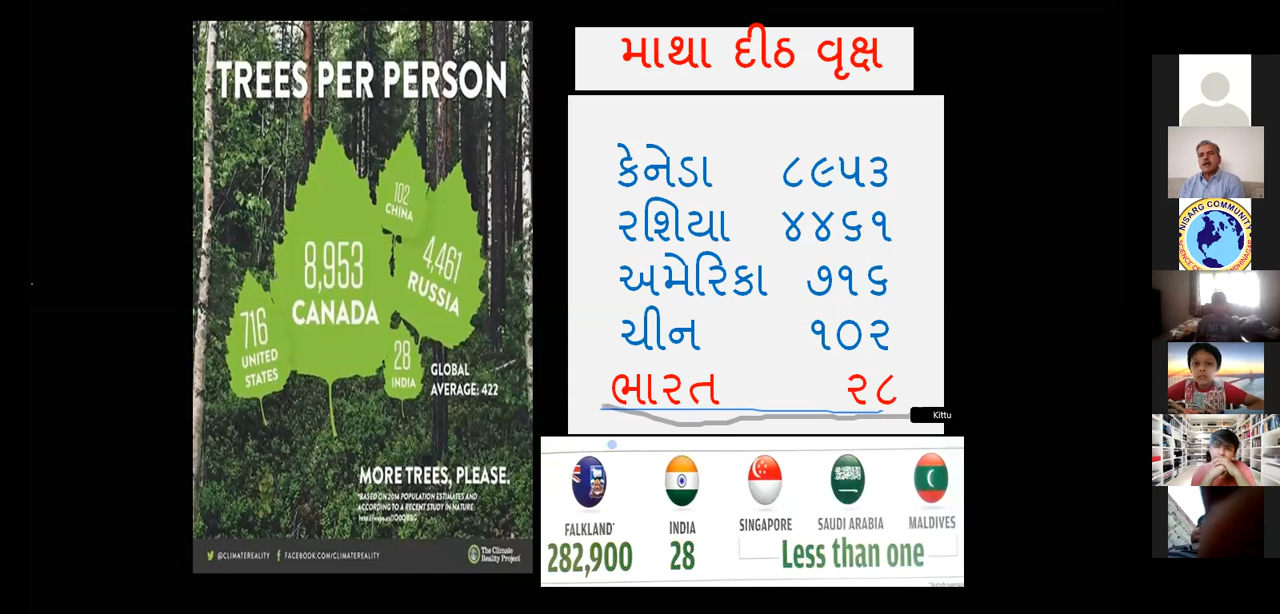 TREES PER PERSON
102
CHINA
8,953
CANADA
4,461
RUSSIA
716
UNITED
STATES
28
INDIA
GLOBAL
AVERAGE: 422
MORE TREES, PLEASE.
*BASED ON 2014 POPULATION ESTIMATES AND
ACCORDING TO A RECENT STUDY IN NATURE:
@CLIMATEREALITY FACEBOOK.COM/CLIMATEREALITY
The Climate
Reality Project
માથા દીઠ વૃક્ષ
કેનેડા ૮૯૫૩
રશિયા ૪૪૬૧
અમેરિકા ૭૧૬
ચીન ૧૦૨
ભારત ૨૮
Kittu
FALKLAND* INDIA SINGAPORE SAUDI ARABIA MALDIVES
282,900 28 Less than one
NISARG COMMUNITY